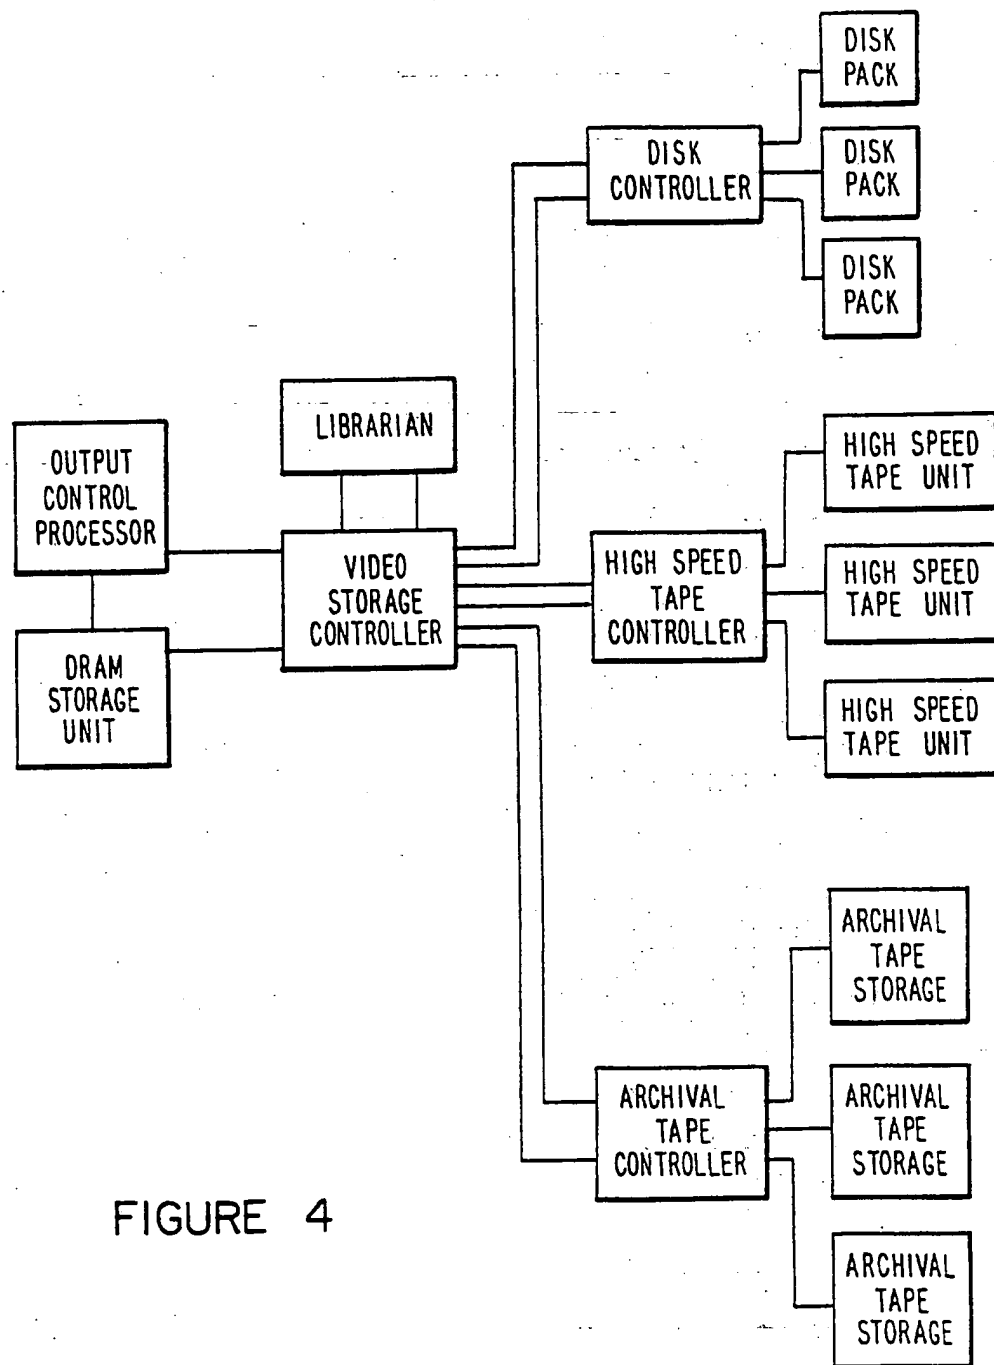 DISK
PACK
DISK
CONTROLLER
DISK
PACK
DISK
PACK
LIBRARIAN
OUTPUT
CONTROL
PROCESSOR
VIDEO
STORAGE
CONTROLLER
DRAM
STORAGE
UNIT
HIGH SPEED
TAPE
CONTROLLER
HIGH SPEED
TAPE UNIT
HIGH SPEED
TAPE UNIT
HIGH SPEED
TAPE UNIT
ARCHIVAL
TAPE
CONTROLLER
ARCHIVAL
TAPE
STORAGE
ARCHIVAL
TAPE
STORAGE
ARCHIVAL
TAPE
STORAGE
FIGURE 4